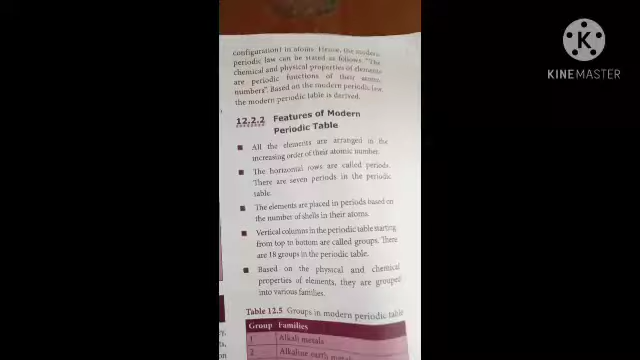 configuration) in atoms. Hence, the modern
periodic law can be stated as follows: "The
chemical and physical properties of elements
are periodic functions of their atomic
numbers". Based on the modern periodic law,
the modern periodic table is derived.
12.2.2 Features of Modern
Periodic Table
■ All the elements are arranged in the
increasing order of their atomic number.
■ The horizontal rows are called periods.
There are seven periods in the periodic
table.
■ The elements are placed in periods based
on the number of shells in their atoms.
■ Vertical columns in the periodic table starting
from top to bottom are called groups. There
are 18 groups in the periodic table.
■ Based on the physical and chemical
properties of elements, they are grouped
into various families.
Table 12.5 Groups in modern periodic table
Group Families
1 Alkali metals
2 Alkaline earth metals
K
KINEMASTER